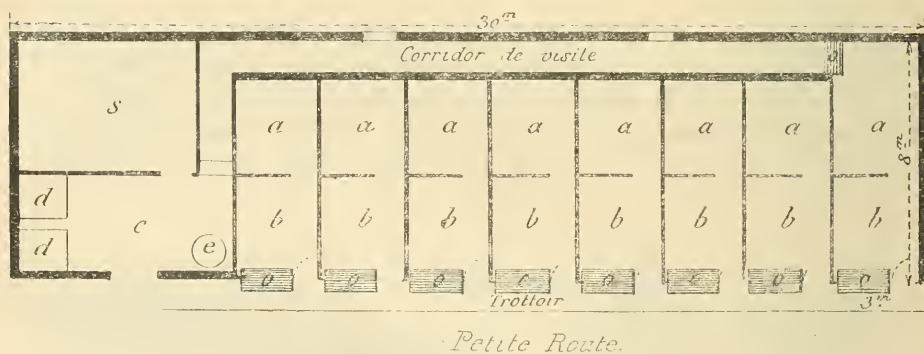 30m
Corridor de visite
o
s
a a a a a a a a
8m
d
c
b b b b b b b b
d
e
o o o o o o
Trottoir
3m
Petite Route.